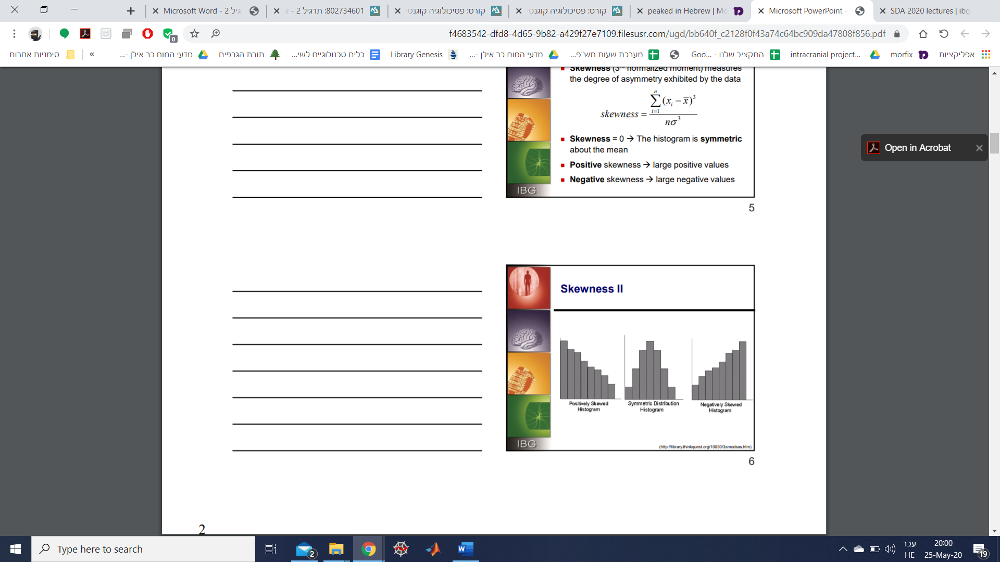 Microsoft Word - תרגיל 2
802734601: תרגיל 2 - ע
קורס: פסיכולוגיה קוגנטי
קורס: פסיכולוגיה קוגנטי
peaked in Hebrew | Mo
Microsoft PowerPoint -
SDA 2020 lectures | ibg
0
f4683542-dfd8-4d65-9b82-a429f27e7109.filesusr.com/ugd/bb640f_c2128f0f43a74c64bc909da47808f856.pdf
סימניות אחרות
«
מדעי המוח בר אילן -...
תורת הגרפים
כלים טכנולוגיים לשי...
Library Genesis
מדעי המוח בר אילן -...
מערכת שעות תש"פ...
התקציב שלנו - Goo...
intracranial project...
morfix
אפליקציות
Skewness (3rd normalized moment) measures
the degree of asymmetry exhibited by the data
skewness = \frac{\sum_{i=1}^{n} (x_i − x̅)^3}{nσ^3}
Skewness = 0 → The histogram is symmetric
about the mean
Positive skewness → large positive values
Negative skewness → large negative values
IBG
5
Open in Acrobat
Skewness II
Positively Skewed
Histogram
Symmetric Distribution
Histogram
Negatively Skewed
Histogram
IBG
(http://library.thinkquest.org/10030/3smodsas.htm)
6
2
Type here to search
2
עבר
HE
20:00
25-May-20
19